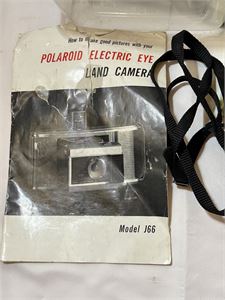 How to make good pictures with your
POLAROID ELECTRIC EYE
LAND CAMERA
Model J66